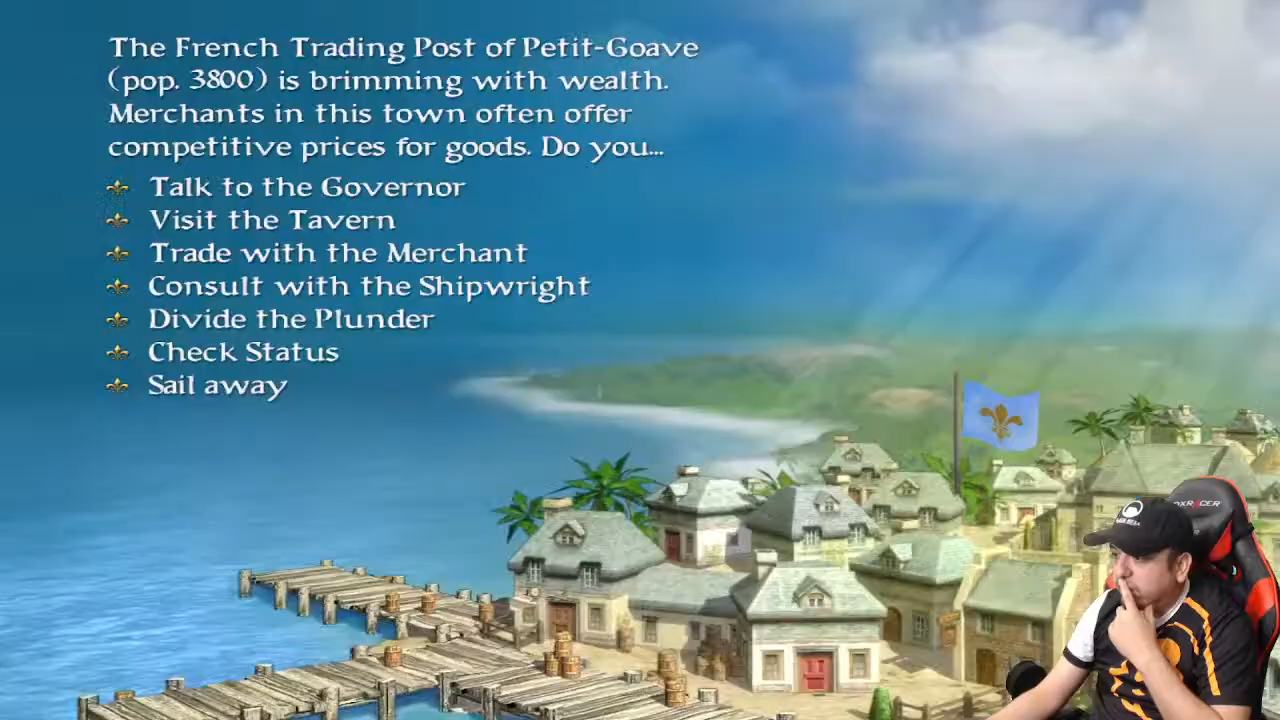 The French Trading Post of Petit-Goave
(pop. 3800) is brimming with wealth.
Merchants in this town often offer
competitive prices for goods. Do you...
Talk to the Governor
Visit the Tavern
Trade with the Merchant
Consult with the Shipwright
Divide the Plunder
Check Status
Sail away
DXRACER